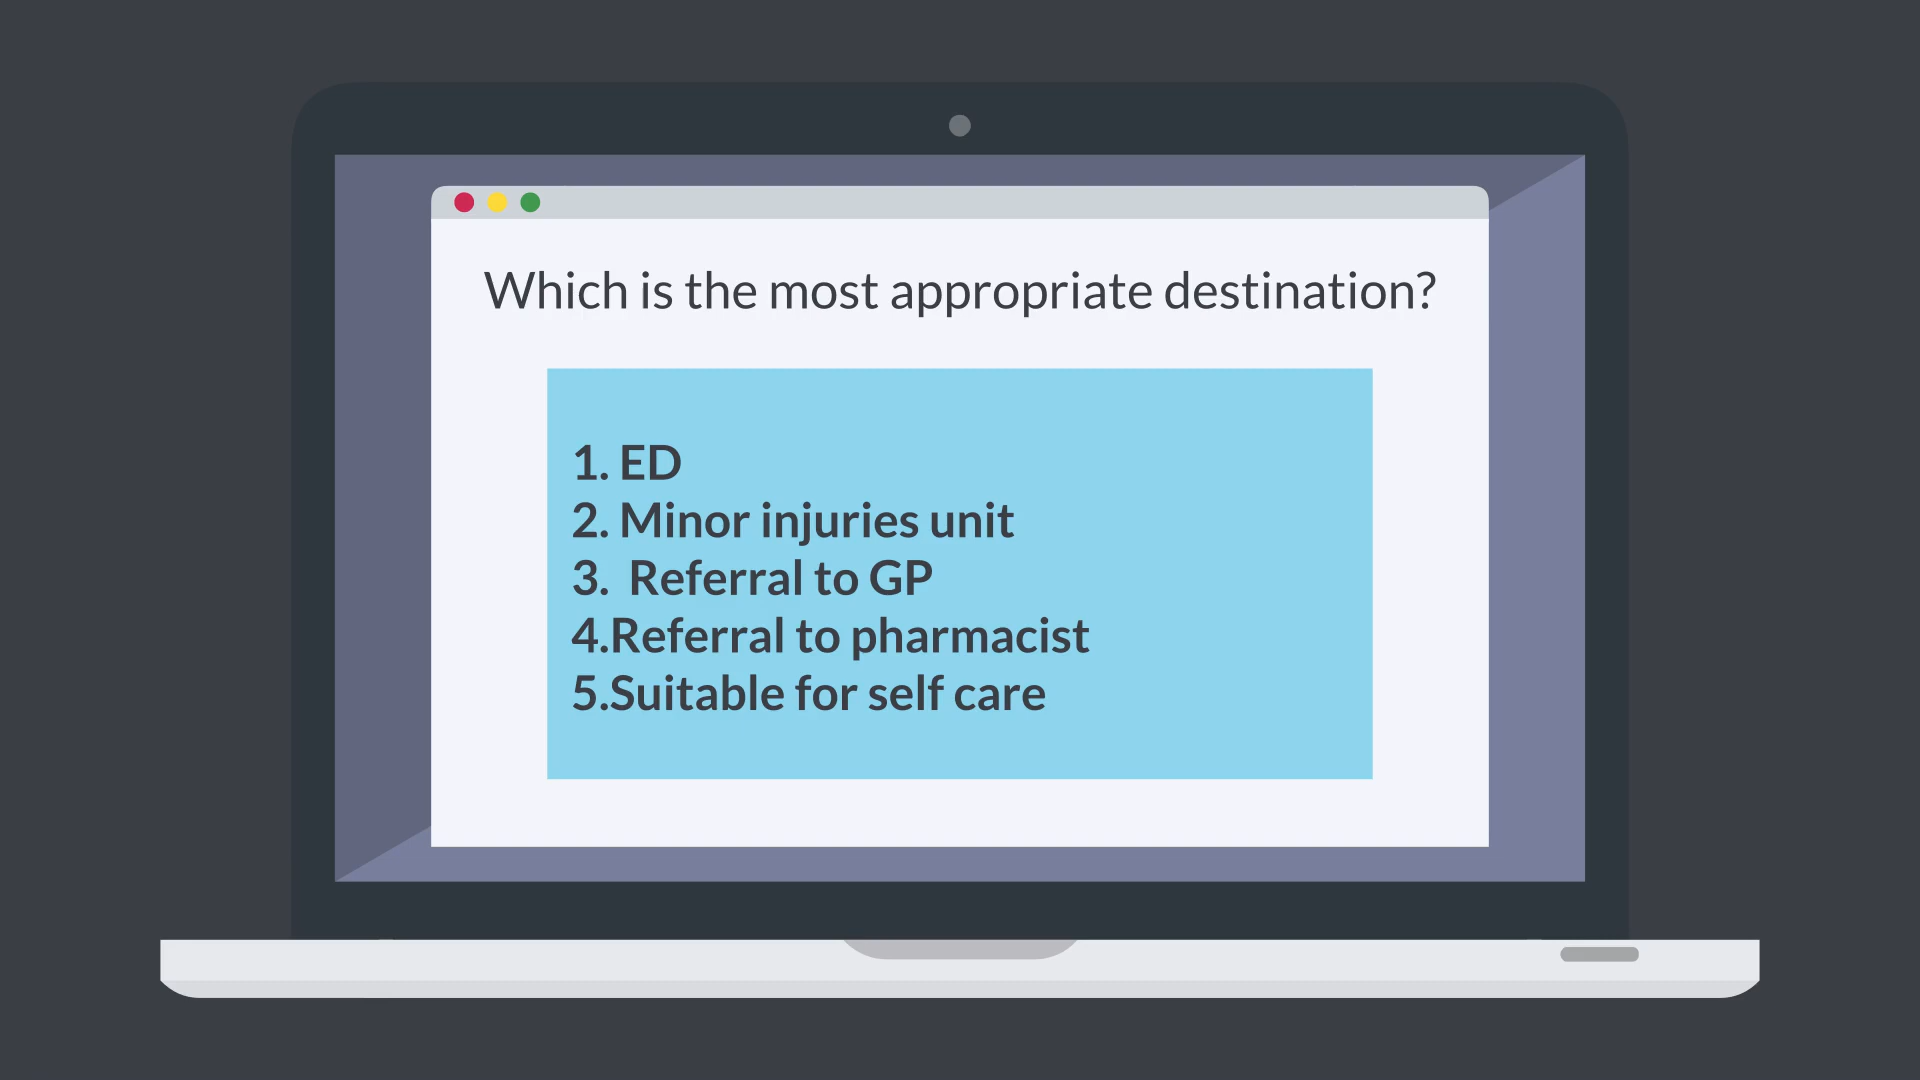 Which is the most appropriate destination?
1. ED
2. Minor injuries unit
3.  Referral to GP
4.Referral to pharmacist
5.Suitable for self care